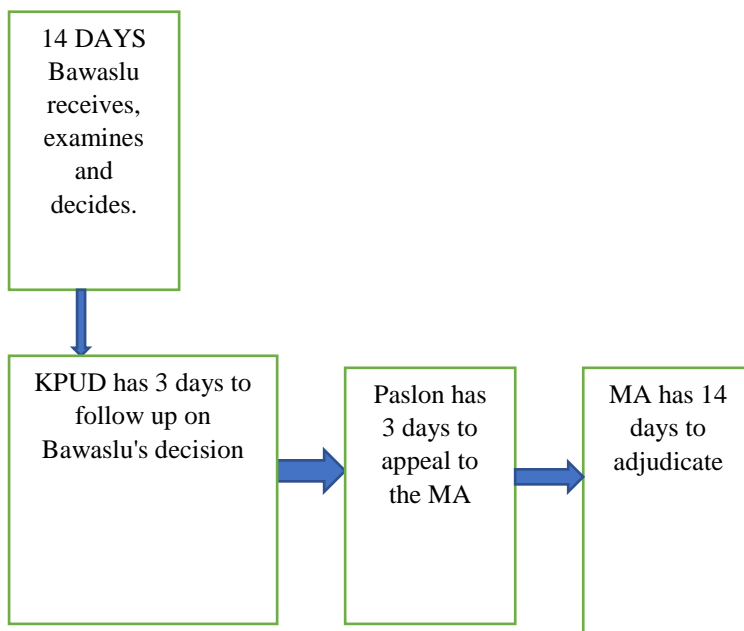 14 DAYS
Bawaslu
receives,
examines
and
decides.
KPUD has 3 days to
follow up on
Bawaslu's decision
Paslon has
3 days to
appeal to
the MA
MA has 14
days to
adjudicate